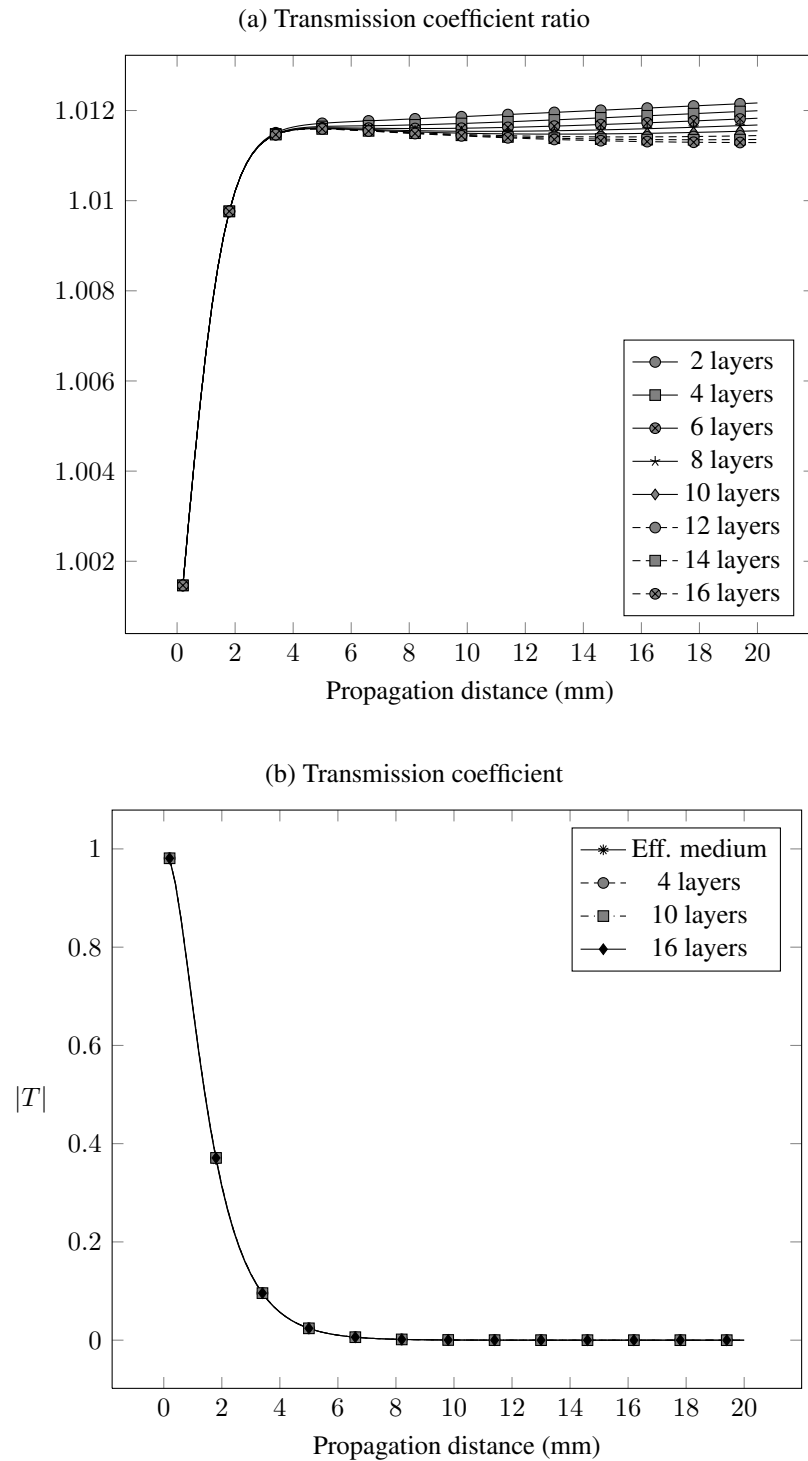 (a) Transmission coefficient ratio
1.012
1.01
1.008
1.006
1.004
1.002
2 layers
4 layers
6 layers
8 layers
10 layers
12 layers
14 layers
16 layers
0 2 4 6 8 10 12 14 16 18 20
Propagation distance (mm)
(b) Transmission coefficient
1
0.8
0.6
0.4
0.2
0
|T|
Eff. medium
4 layers
10 layers
16 layers
0 2 4 6 8 10 12 14 16 18 20
Propagation distance (mm)